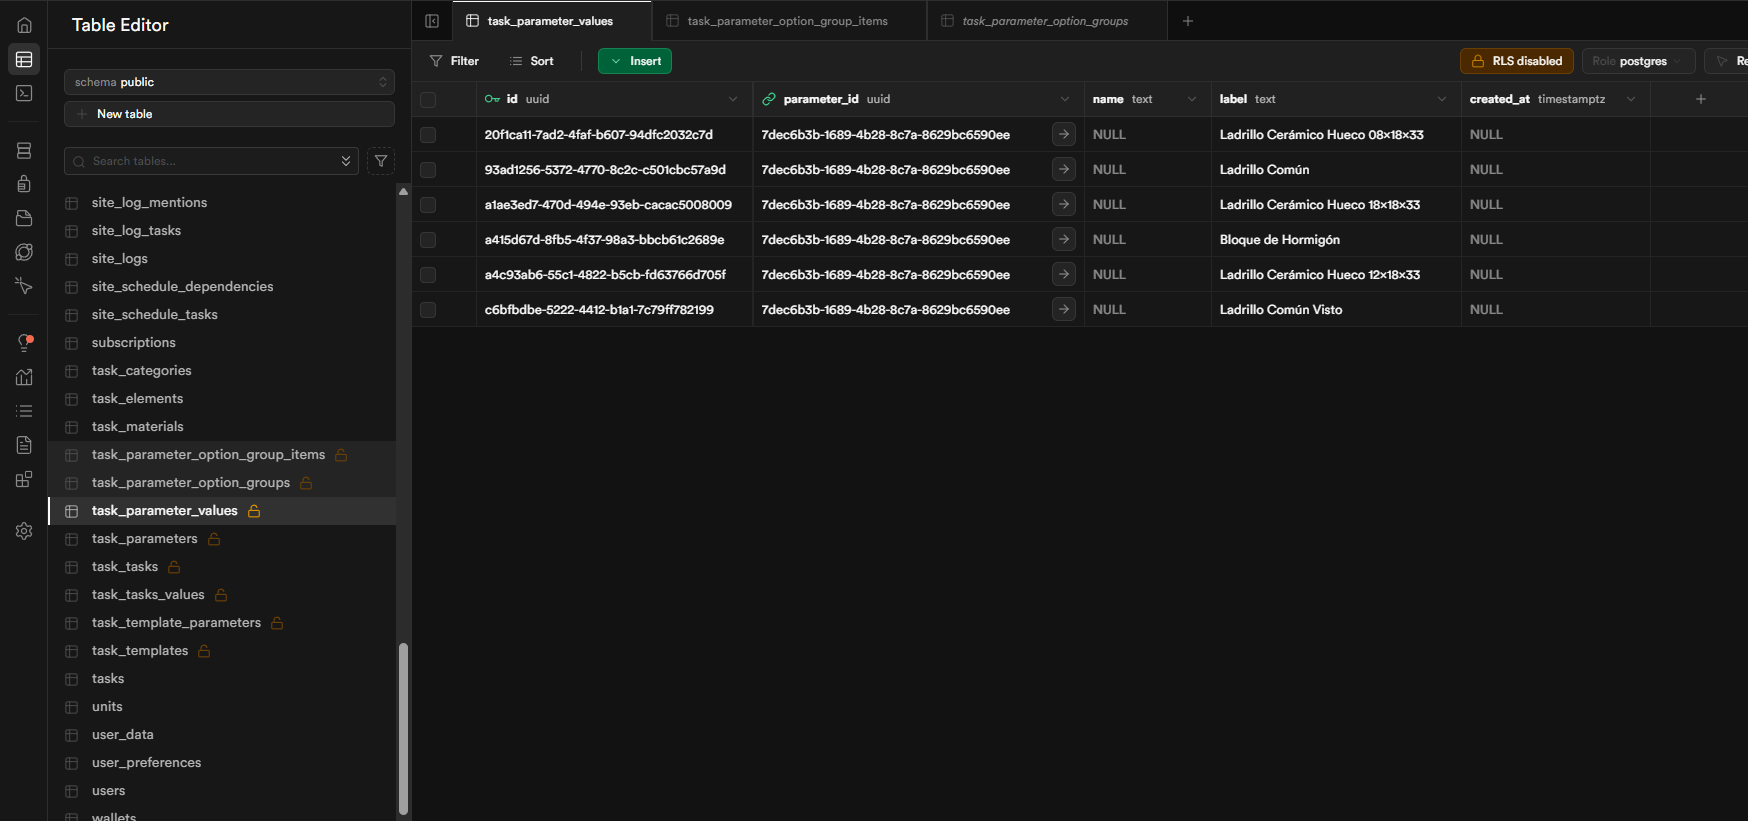 Table Editor
schema public
New table
Search tables...
site_log_mentions
site_log_tasks
site_logs
site_schedule_dependencies
site_schedule_tasks
subscriptions
task_categories
task_elements
task_materials
task_parameter_option_group_items
task_parameter_option_groups
task_parameter_values
task_parameters
task_tasks
task_tasks_values
task_template_parameters
task_templates
tasks
units
user_data
user_preferences
users
wallets
task_parameter_values task_parameter_option_group_items task_parameter_option_groups
Filter Sort Insert RLS disabled Role postgres Re
id uuid parameter_id uuid name text label text created_at timestamptz
20f1ca11-7ad2-4faf-b607-94dfc2032c7d 7dec6b3b-1689-4b28-8c7a-8629bc6590ee NULL Ladrillo Cerámico Hueco 08×18×33 NULL
93ad1256-5372-4770-8c2c-c501cbc57a9d 7dec6b3b-1689-4b28-8c7a-8629bc6590ee NULL Ladrillo Común NULL
a1ae3ed7-470d-494e-93eb-cacac5008009 7dec6b3b-1689-4b28-8c7a-8629bc6590ee NULL Ladrillo Cerámico Hueco 18×18×33 NULL
a415d67d-8fb5-4f37-98a3-bbcb61c2689e 7dec6b3b-1689-4b28-8c7a-8629bc6590ee NULL Bloque de Hormigón NULL
a4c93ab6-55c1-4822-b5cb-fd63766d705f 7dec6b3b-1689-4b28-8c7a-8629bc6590ee NULL Ladrillo Cerámico Hueco 12×18×33 NULL
c6bfbdbe-5222-4412-b1a1-7c79ff782199 7dec6b3b-1689-4b28-8c7a-8629bc6590ee NULL Ladrillo Común Visto NULL